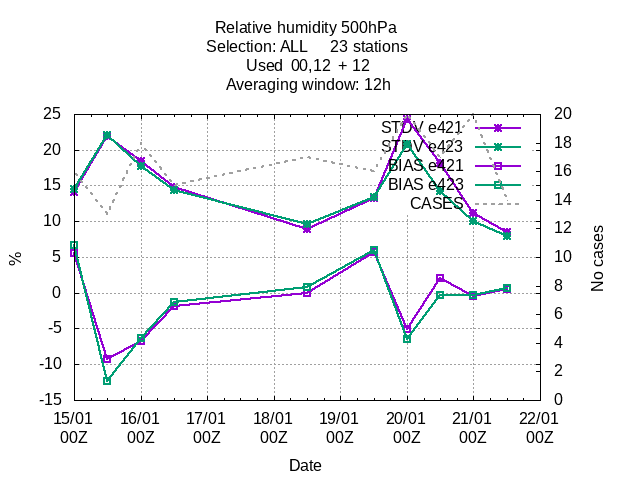 Relative humidity 500hPa
Selection: ALL     23 stations
Used  00,12  + 12
Averaging window: 12h
25
20
15
10
5
0
-5
-10
-15
%
20
18
16
14
12
10
8
6
4
2
0
No cases
STDV e421
STDV e423
BIAS e421
BIAS e423
CASES
15/01 16/01 17/01 18/01 19/01 20/01 21/01 22/01
00Z 00Z 00Z 00Z 00Z 00Z 00Z 00Z
Date